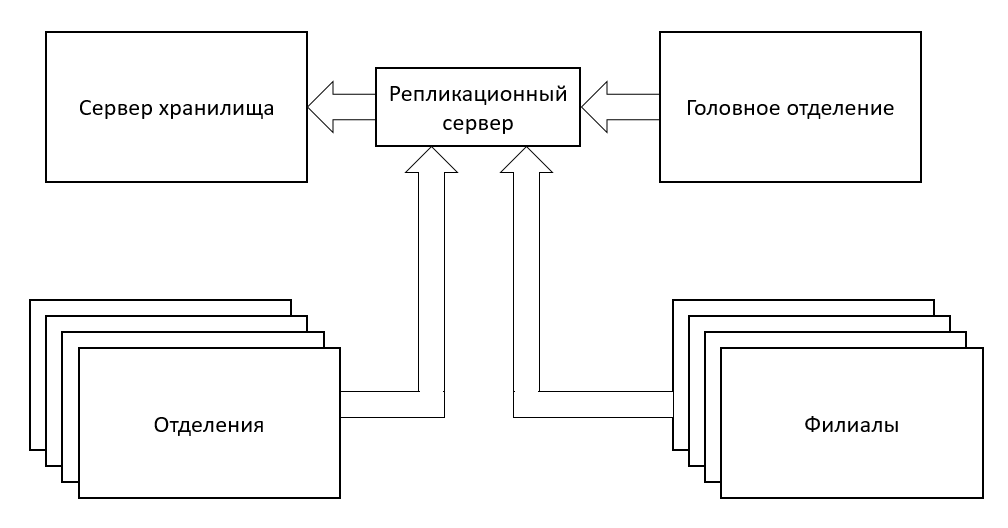 Сервер хранилища
Репликационный
сервер
Головное отделение
Отделения
Филиалы